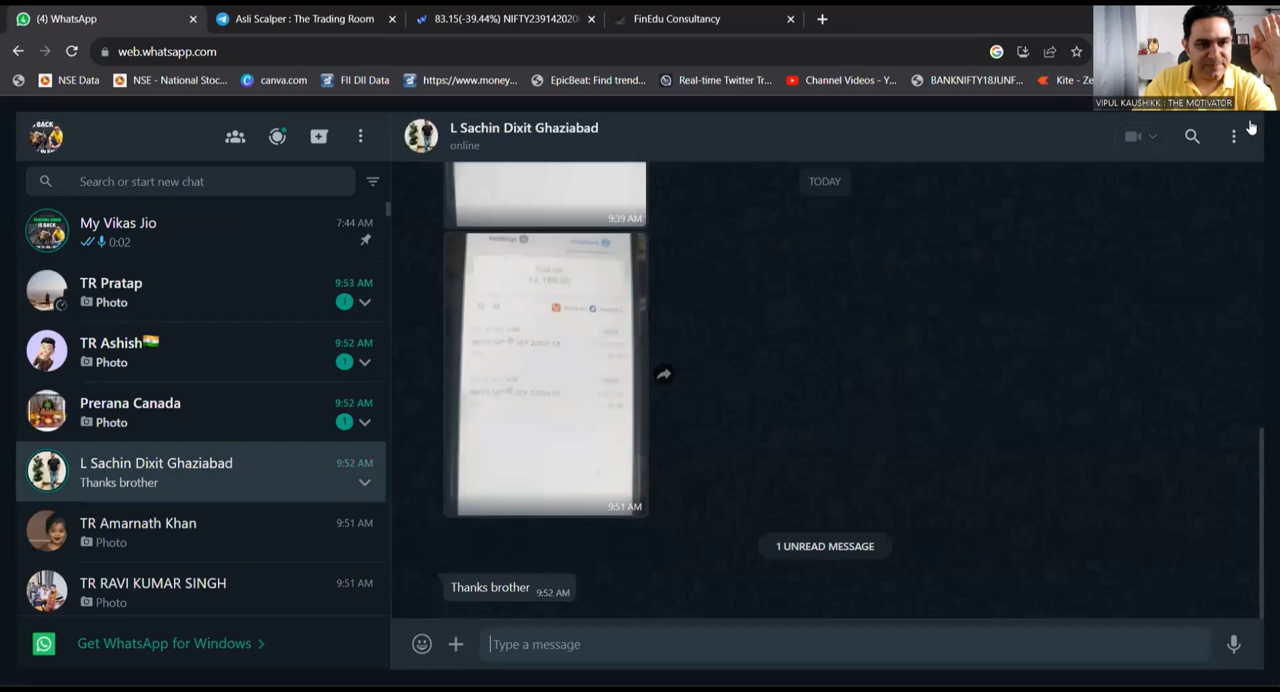 (4) WhatsApp
Asli Scalper : The Trading Room
83.15(-39.44%) NIFTY239142020
FinEdu Consultancy
web.whatsapp.com
NSE Data
NSE - National Stoc...
canva.com
FII DII Data
https://www.money...
EpicBeat: Find trend...
Real-time Twitter Tr...
Channel Videos - Y...
BANKNIFTY18JUNF...
Kite - Ze
VIPUL KAUSHIKK : THE MOTIVATOR
BACK
L Sachin Dixit Ghaziabad
online
Search or start new chat
TODAY
9:39 AM
My Vikas Jio
7:44 AM
0:02
TR Pratap
9:53 AM
Photo
1
TR Ashish
9:52 AM
Photo
1
Prerana Canada
9:52 AM
Photo
1
L Sachin Dixit Ghaziabad
9:52 AM
Thanks brother
TR Amarnath Khan
9:51 AM
Photo
TR RAVI KUMAR SINGH
9:51 AM
Photo
9:51 AM
1 UNREAD MESSAGE
Thanks brother 9:52 AM
Get WhatsApp for Windows
Type a message